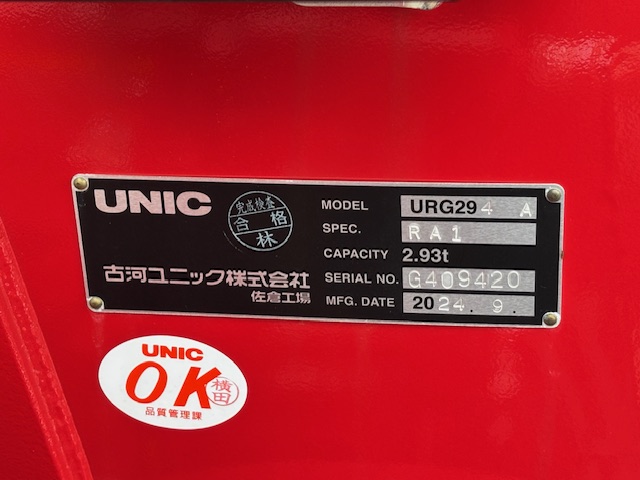 UNIC
完成検査
合格
林
古河ユニック株式会社
佐倉工場
MODEL URG294 A
SPEC. RA1
CAPACITY 2.93t
SERIAL NO. G409420
MFG. DATE 2024.9.
UNIC
OK
横田
品質管理課